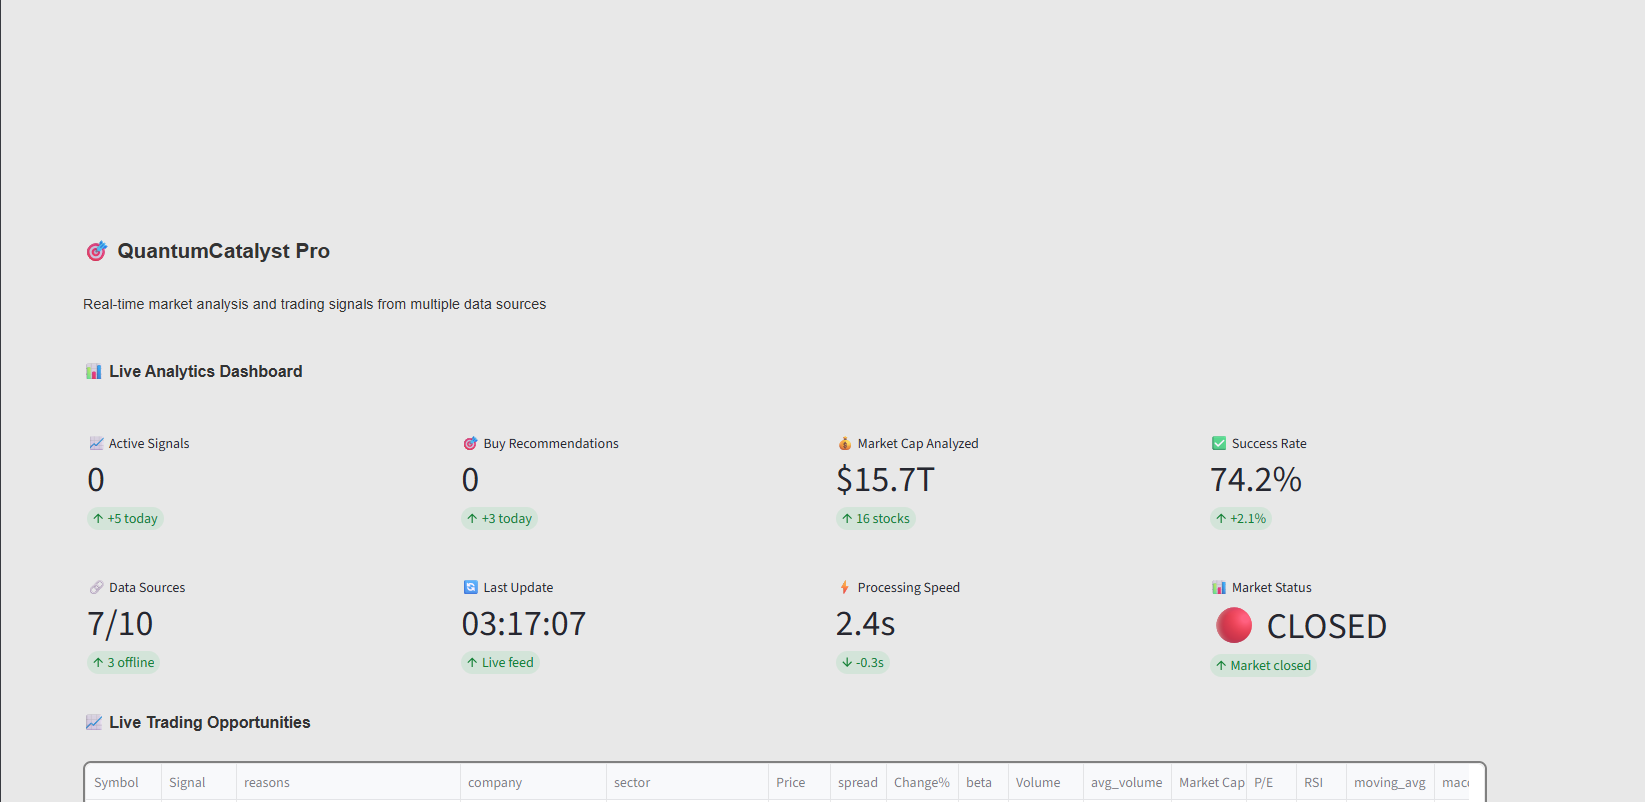 QuantumCatalyst Pro
Real-time market analysis and trading signals from multiple data sources
Live Analytics Dashboard
Active Signals
0
↑ +5 today
Buy Recommendations
0
↑ +3 today
Market Cap Analyzed
$15.7T
↑ 16 stocks
Success Rate
74.2%
↑ +2.1%
Data Sources
7/10
↑ 3 offline
Last Update
03:17:07
↑ Live feed
Processing Speed
2.4s
↓ -0.3s
Market Status
CLOSED
↑ Market closed
Live Trading Opportunities
Symbol Signal reasons company sector Price spread Change% beta Volume avg_volume Market Cap P/E RSI moving_avg